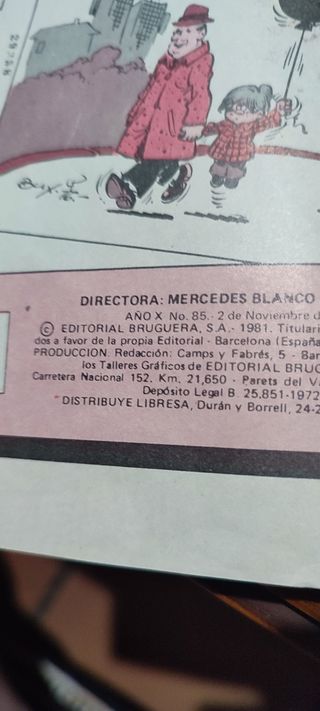 DIRECTORA: MERCEDES BLANCO
AÑO X No. 85.- 2 de Noviembre d
© EDITORIAL BRUGUERA, S.A.- 1981. Titulari
dos a favor de la propia Editorial - Barcelona (España
PRODUCCION. Redacción: Camps y Fabrés, 5 - Bar
los Talleres Gráficos de EDITORIAL BRUG
Carretera Nacional 152. Km. 21,650 - Parets del V
Depósito Legal B. 25.851-1972
DISTRIBUYE LIBRESA, Durán y Borrell, 24-2